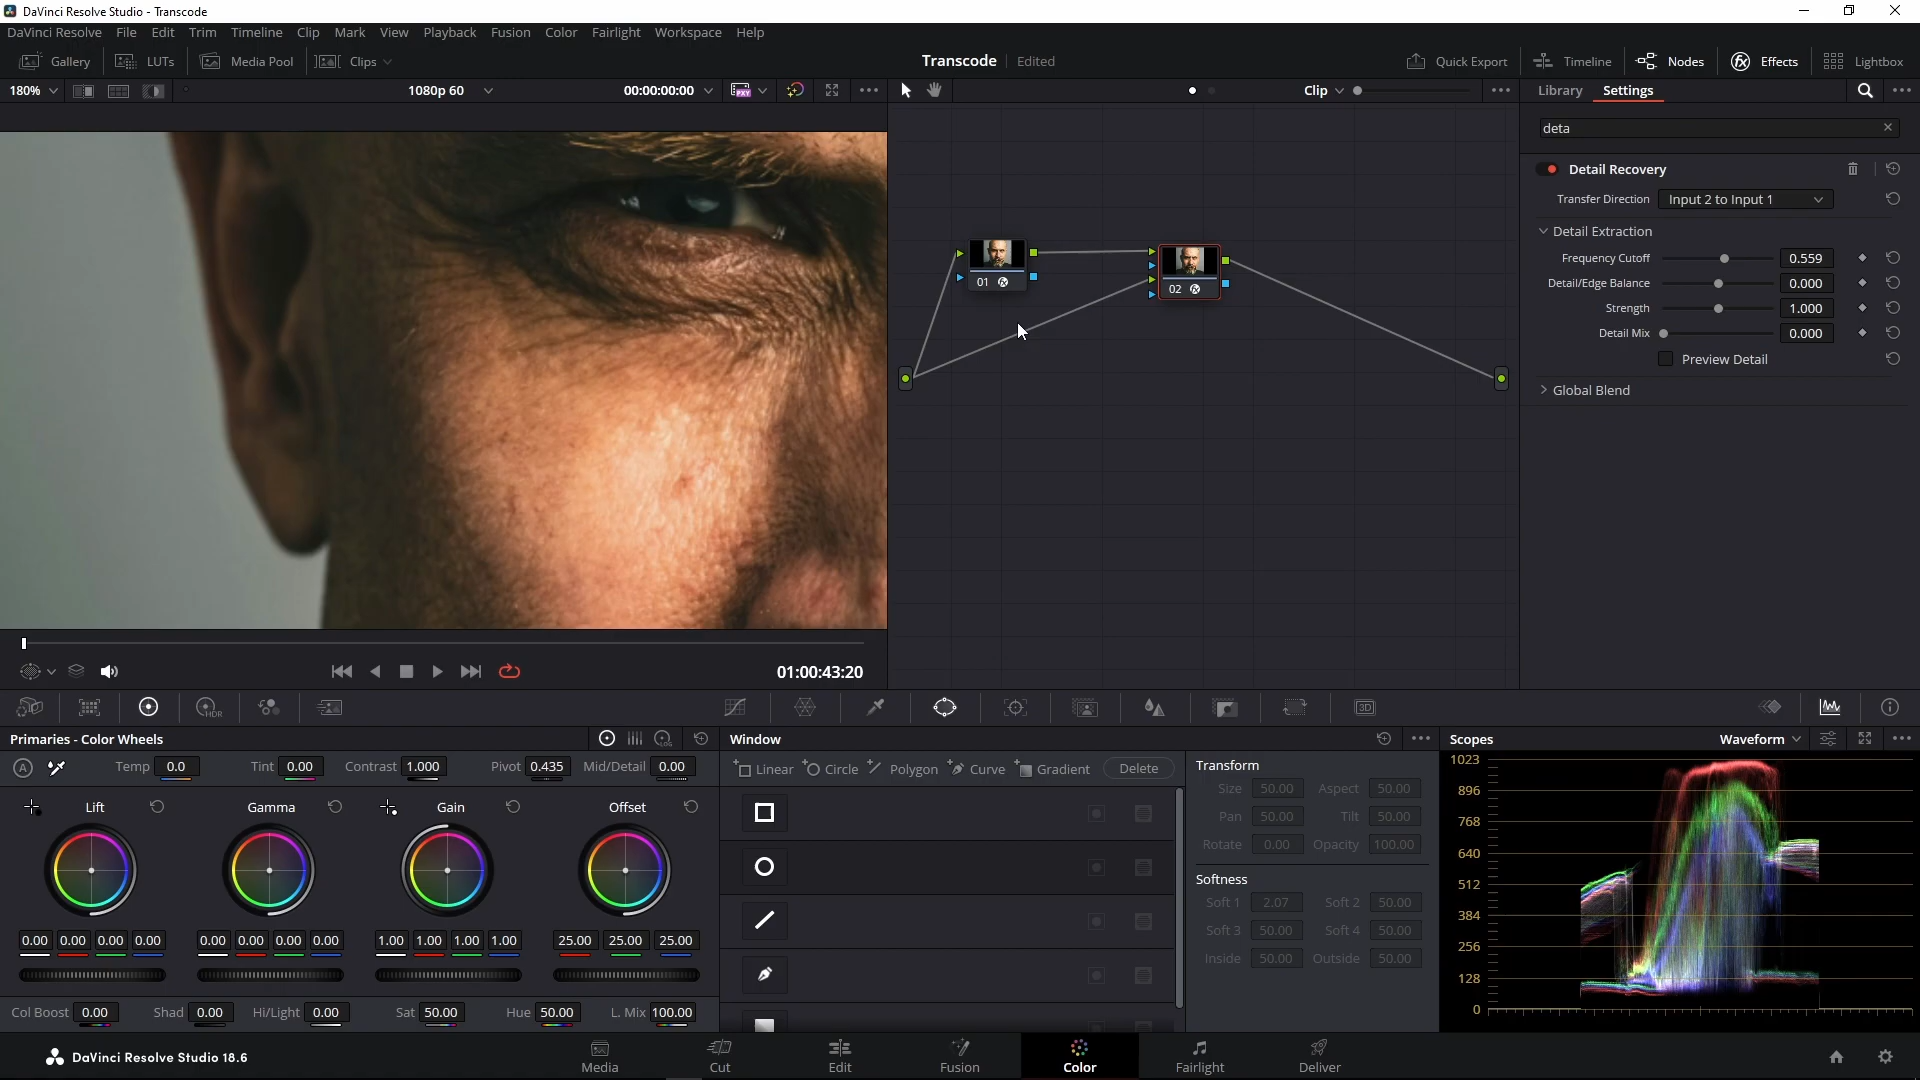 DaVinci Resolve Studio - Transcode
DaVinci Resolve File Edit Trim Timeline Clip Mark View Playback Fusion Color Fairlight Workspace Help
Gallery LUTs Media Pool Clips Transcode Edited Quick Export Timeline Nodes Effects Lightbox
180% 1080p 60 00:00:00:00 PXY Clip Library Settings
deta
Detail Recovery
Transfer Direction Input 2 to Input 1
Detail Extraction
Frequency Cutoff 0.559
Detail/Edge Balance 0.000
Strength 1.000
Detail Mix 0.000
Preview Detail
Global Blend
01
02
01:00:43:20
HDR
3D
Primaries - Color Wheels
LOG
A Temp 0.0 Tint 0.00 Contrast 1.000 Pivot 0.435 Mid/Detail 0.00
Lift Gamma Gain Offset
0.00 0.00 0.00 0.00 0.00 0.00 0.00 0.00 1.00 1.00 1.00 1.00 25.00 25.00 25.00
Col Boost 0.00 Shad 0.00 Hi/Light 0.00 Sat 50.00 Hue 50.00 L. Mix 100.00
Window
Linear Circle Polygon Curve Gradient Delete
Transform
Size 50.00 Aspect 50.00
Pan 50.00 Tilt 50.00
Rotate 0.00 Opacity 100.00
Softness
Soft 1 2.07 Soft 2 50.00
Soft 3 50.00 Soft 4 50.00
Inside 50.00 Outside 50.00
Scopes Waveform
1023
896
768
640
512
384
256
128
0
DaVinci Resolve Studio 18.6
Media Cut Edit Fusion Color Fairlight Deliver